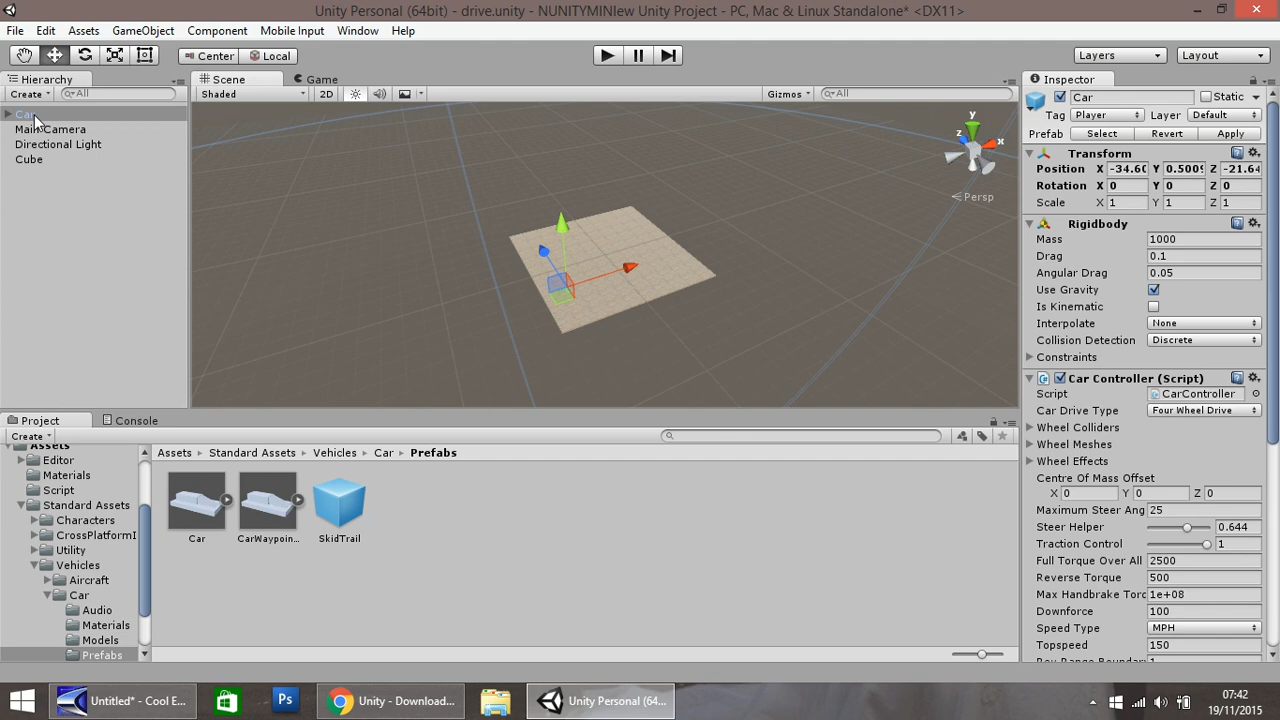 Unity Personal (64bit) - drive.unity - NUNITYMINIew Unity Project - PC, Mac & Linux Standalone* <DX11>
File Edit Assets GameObject Component Mobile Input Window Help
Center Local Layers Layout
Hierarchy Scene Game Inspector
Create All Shaded 2D Gizmos All
Car Static
Tag Player Layer Default
Prefab Select Revert Apply
Car
Main Camera
Directional Light
Cube
y
z
x
Persp
Transform
Position X -34.60 Y 0.5009 Z -21.64
Rotation X 0 Y 0 Z 0
Scale X 1 Y 1 Z 1
Rigidbody
Mass 1000
Drag 0.1
Angular Drag 0.05
Use Gravity
Is Kinematic
Interpolate None
Collision Detection Discrete
Constraints
Car Controller (Script)
Script CarController
Car Drive Type Four Wheel Drive
Wheel Colliders
Wheel Meshes
Wheel Effects
Centre Of Mass Offset
X 0 Y 0 Z 0
Maximum Steer Ang 25
Steer Helper 0.644
Traction Control 1
Full Torque Over All 2500
Reverse Torque 500
Max Handbrake Torc 1e+08
Downforce 100
Speed Type MPH
Topspeed 150
Project Console
Create
Assets
Editor
Materials
Script
Standard Assets
Characters
CrossPlatformI
Utility
Vehicles
Aircraft
Car
Audio
Materials
Models
Prefabs
Assets Standard Assets Vehicles Car Prefabs
Car CarWaypoin... SkidTrail
Untitled* - Cool E... Ps Unity - Download... Unity Personal (64...
07:42
19/11/2015